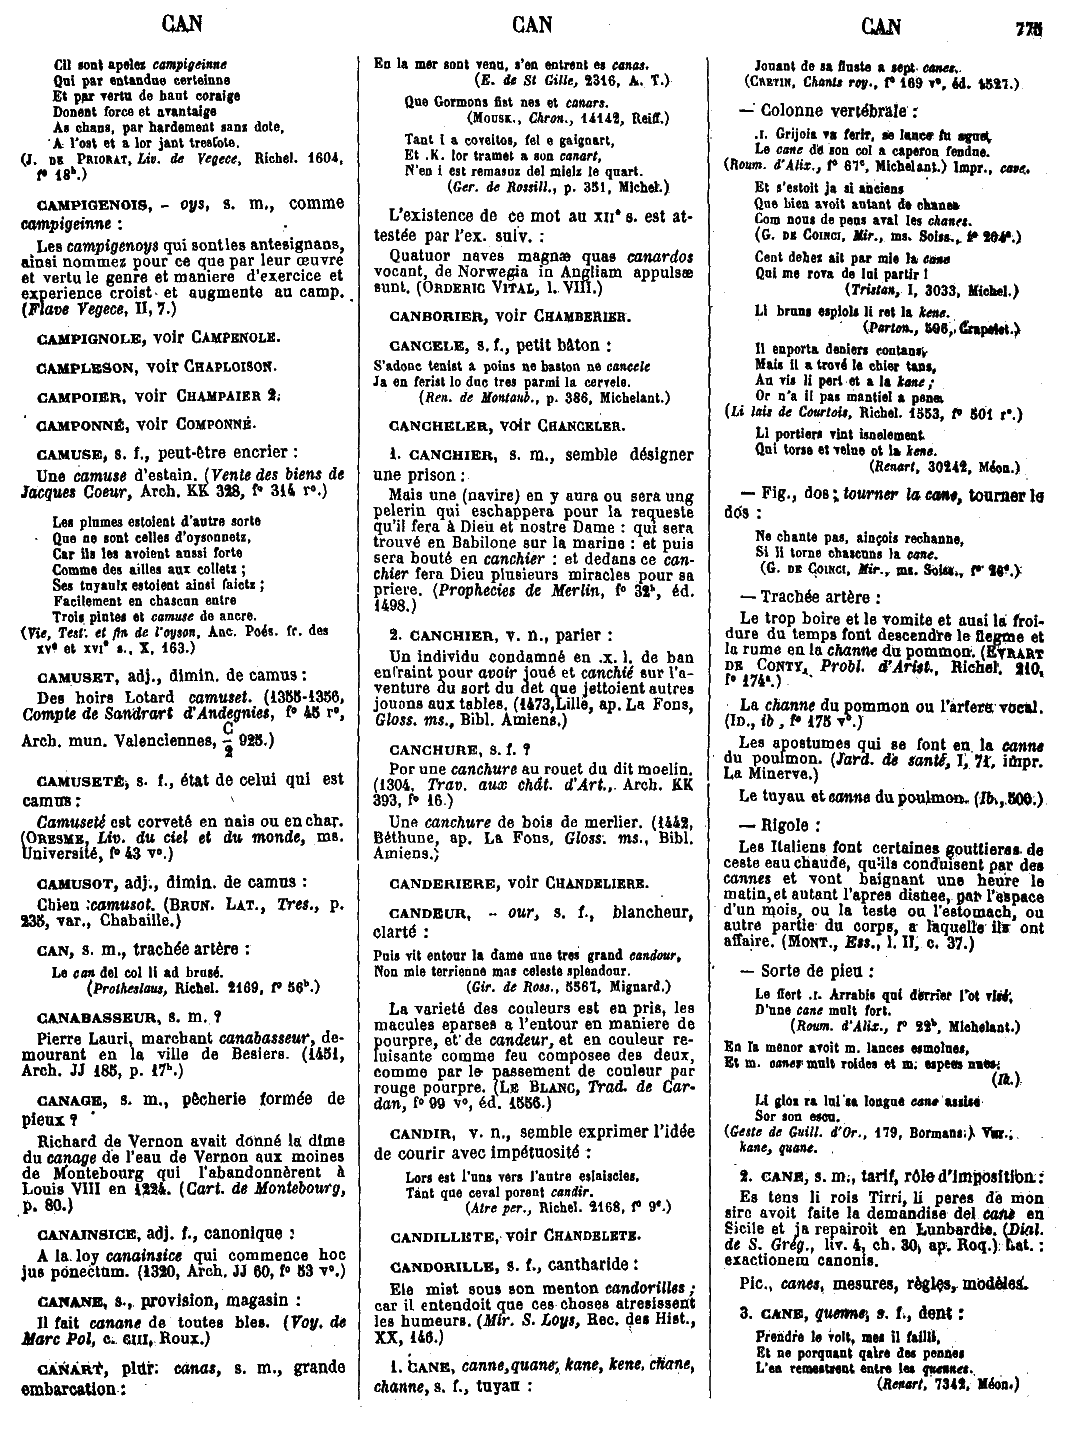 CAN
CAN
CAN
775
Cil sont apelez campigeinne
Qui par entandue certeinne
Et par vertu de haut coraige
Donent force et avantaige
As chans, par hardement sans dote,
A l'ost et a lor jant trestote.
(J. DE PRIORAT, Liv. de Vegece, Richel. 1604,
f° 18ᵇ.)
CAMPIGENOIS, - oys, s. m., comme
campigeinne :
Les campigenoys qui sont les antesignans,
ainsi nommez pour ce que par leur œuvre
et vertu le genre et maniere d'exercice et
experience croist et augmente au camp.
(Flave Vegece, II, 7.)
CAMPIGNOLE, voir CAMPENOLE.
CAMPLESON, voir CHAPLOISON.
CAMPOIER, voir CHAMPAIER 2.
CAMPONNÉ, voir COMPONNÉ.
CAMUSE, s. f., peut-être encrier :
Une camuse d'estain. (Vente des biens de
Jacques Coeur, Arch. KK 328, f° 314 r°.)
Les plumes estoient d'autre sorte
Que ne sont celles d'oysonnetz,
Car ils les avoient aussi forte
Comme des ailles aux colletz ;
Ses tuyaulx estoient ainsi faietz ;
Facilement en chascun entre
Trois pintes et camuse de ancre.
(Vie, Test. et fin de l'oyson, Anc. Poés. fr. des
XVᵉ et XVIᵉ s., X, 163.)
CAMUSET, adj., dimin. de camus :
Des hoirs Lotard camuset. (1355-1356,
Compte de Sandrart d'Andegnies, f° 45 r°,
Arch. mun. Valenciennes, C/2 925.)
CAMUSETÉ, s. f., état de celui qui est
camus :
Camuseté est corveté en nais ou en char.
(ORESME, Liv. du ciel et du monde, ms.
Université, f° 43 v°.)
CAMUSOT, adj., dimin. de camus :
Chien camusot. (BRUN. LAT., Tres., p.
235, var., Chabaille.)
CAN, s. m., trachée artère :
Le can del col li ad brusé.
(Protheslaus, Richel. 2169, f° 56ᵇ.)
CANABASSEUR, s. m. ?
Pierre Lauri, marchant canabasseur, de-
mourant en la ville de Besiers. (1451,
Arch. JJ 185, p. 17ᵇ.)
CANAGE, s. m., pêcherie formée de
pieux ?
Richard de Vernon avait donné la dîme
du canage de l'eau de Vernon aux moines
de Montebourg qui l'abandonnèrent à
Louis VIII en 1224. (Cart. de Montebourg,
p. 80.)
CANAINSICE, adj. f., canonique :
A la loy canainsice qui commence hoc
jus ponectum. (1320, Arch. JJ 60, f° 53 v°.)
CANANE, s., provision, magasin :
Il fait canane de toutes bles. (Voy. de
Marc Pol, c. CIII, Roux.)
CANART, plur. canas, s. m., grande
embarcation :
En la mer sont venu, s'en entrent es canas.
(E. de St Gille, 2316, A. T.)
Que Gormons fist nes et canars.
(MOUSK., Chron., 14142, Reiff.)
Tant i a coveitos, fel e gaignart,
Et .K. lor tramet a son canart,
N'en i est remasuz del mielz le quart.
(Ger. de Rossill., p. 351, Michel.)
L'existence de ce mot au XIIᵉ s. est at-
testée par l'ex. suiv. :
Quatuor naves magnæ quas canardos
vocant, de Norwegia in Angliam appulsæ
sunt. (ORDERIC VITAL, l. VIII.)
CANBORIER, voir CHAMBERIER.
CANCELE, s. f., petit bâton :
S'adonc tenist a poins ne baston ne cancele
Ja en ferist lo duc tres parmi la cervele.
(Ren. de Montaub., p. 386, Michelant.)
CANCHELER, voir CHANCELER.
1. CANCHIER, s. m., semble désigner
une prison :
Mais une (navire) en y aura ou sera ung
pelerin qui eschappera pour la requeste
qu'il fera à Dieu et nostre Dame : qui sera
trouvé en Babilone sur la marine : et puis
sera bouté en canchier : et dedans ce can-
chier fera Dieu plusieurs miracles pour sa
priere. (Prophecies de Merlin, f° 32ᵇ, éd.
1498.)
2. CANCHIER, v. n., parier :
Un individu condamné en .x. l. de ban
enfraint pour avoir joué et canchié sur l'a-
venture du sort du det que jettoient autres
jouans aux tables. (1473, Lille, ap. La Fons,
Gloss. ms., Bibl. Amiens.)
CANCHURE, s. f. ?
Por une canchure au rouet du dit moelin.
(1304, Trav. aux chât. d'Art., Arch. KK
393, f° 16.)
Une canchure de bois de merlier. (1442,
Béthune, ap. La Fons, Gloss. ms., Bibl.
Amiens.)
CANDERIERE, voir CHANDELIERE.
CANDEUR, - our, s. f., blancheur,
clarté :
Puis vit entour la dame une tres grand candour,
Non mie terrienne mas celeste splendour.
(Gir. de Ross., 5567, Mignard.)
La varieté des couleurs est en pris, les
macules eparses a l'entour en maniere de
pourpre, et de candeur, et en couleur re-
luisante comme feu composee des deux,
comme par le passement de couleur par
rouge pourpre. (LE BLANC, Trad. de Car-
dan, f° 99 v°, éd. 1556.)
CANDIR, v. n., semble exprimer l'idée
de courir avec impétuosité :
Lors est l'uns vers l'autre eslaiscies,
Tant que ceval porent candir.
(Atre per., Richel. 2168, f° 9ᵃ.)
CANDILLETE, voir CHANDELETE.
CANDORILLE, s. f., cantharide :
Ele mist sous son menton candorilles ;
car il entendoit que ces choses atresissent
les humeurs. (Mir. S. Loys, Rec. des Hist.,
XX, 146.)
1. CANE, canne, quane, kane, kene, chane,
channe, s. f., tuyau :
Jouant de sa fluste a sept canes.
(CRETIN, Chants roy., f° 169 v°, éd. 1527.)
— Colonne vertébrale :
.I. Grijois va ferir, se lance fu aguet,
Le cane de son col a caperon fendue.
(Roum. d'Alix., f° 67ᶜ, Michelant.) Impr., case.
Et s'estoit ja si anciens
Que bien avoit autant de chanes
Com nous de pens aval les chanes.
(G. DE COINCI, Mir., ms. Soiss., f° 204ᵈ.)
Cent dehez ait par mie la cane
Qui me rova de lui partir !
(Tristan, I, 3033, Michel.)
Li bruns esploís li ret la kene.
(Parton., 596, Crapelet.)
Il enporta deniers contans,
Mais il a trové le chier tans,
Au vis li pert et a la kane ;
Or n'a il pas mantiel a pene.
(Li lais de Courtois, Richel. 1553, f° 501 r°.)
Li portiers vint isnelement
Qui torse et veine ot la kene.
(Renart, 30242, Méon.)
— Fig., dos ; tourner la cane, tourner le
dos :
Ne chante pas, ainçois rechanne,
Si li torne chascuns la cane.
(G. DE COINCI, Mir., ms. Soiss., f° 26ᵈ.)
— Trachée artère :
Le trop boire et le vomite et ausi la froi-
dure du temps font descendre le flegme et
la rume en la channe du pommon. (EVRART
DE CONTY, Probl. d'Arist., Richel. 210,
f° 174ᵃ.)
La channe du pommon ou l'artere vocal.
(ID., ib., f° 175 v°.)
Les apostumes qui se font en la canne
du poulmon. (Jard. de santé, I, 71, impr.
La Minerve.)
Le tuyau et canne du poulmon. (Ib., 500.)
— Rigole :
Les Italiens font certaines gouttieres de
ceste eau chaude, qu'ils conduisent par des
cannes et vont baignant une heure le
matin, et autant l'apres disnee, par l'espace
d'un mois, ou la teste ou l'estomach, ou
autre partie du corps, a laquelle ils ont
affaire. (MONT., Ess., l. II, c. 37.)
— Sorte de pieu :
Le fiert .I. Arrabis qui derrier l'ot visé,
D'une cane mult fort.
(Roum. d'Alix., f° 22ᵇ, Michelant.)
En la menor avoit m. lances esmolues,
Et m. canes mult roides et m. espees nues.
(Ib.)
Li glox ra lui sa longue cane assise
Sor son escu.
(Geste de Guill. d'Or., 179, Bormans.) Var.,
kane, quane.
2. CANE, s. m., tarif, rôle d'imposition :
Es tens li rois Tirri, li peres de mon
sire avoit faite la demandise del cane en
Sicile et ja repairoit en Lunbardie. (Dial.
de S. Grég., liv. 4, ch. 30, ap. Roq.) Lat. :
exactionem canonis.
Pic., canes, mesures, règles, modèles.
3. CANE, quenne, s. f., dent :
Prendre le volt, mes il failli,
Et ne porquant quatre des pennes
L'en remestrent entre les quennes.
(Renart, 7342, Méon.)